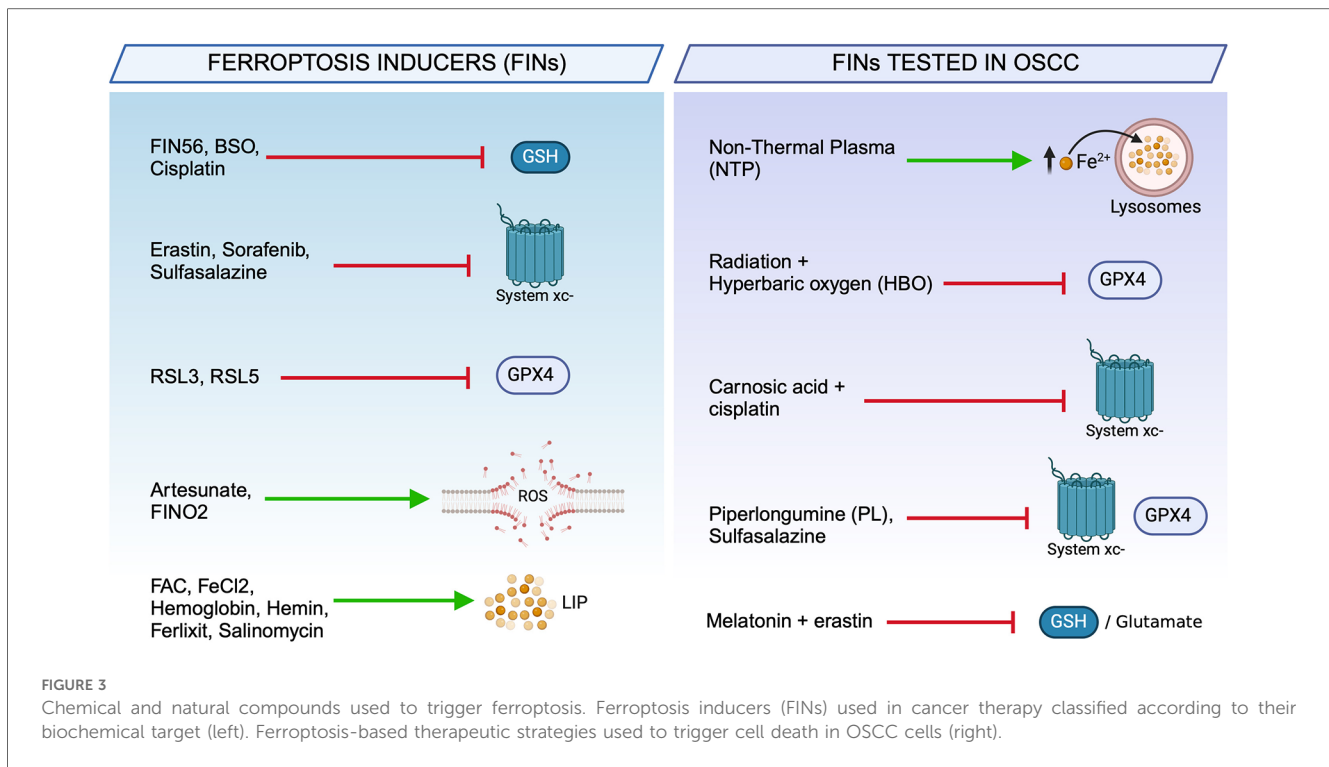 FERROPTOSIS INDUCERS (FINs)
FIN56, BSO,
Cisplatin
GSH
Erastin, Sorafenib,
Sulfasalazine
System xc-
RSL3, RSL5
GPX4
Artesunate,
FINO2
ROS
FAC, FeCl2,
Hemoglobin, Hemin,
Ferlixit, Salinomycin
LIP
FINs TESTED IN OSCC
Non-Thermal Plasma
(NTP)
Fe²⁺
Lysosomes
Radiation +
Hyperbaric oxygen (HBO)
GPX4
Carnosic acid +
cisplatin
System xc-
Piperlongumine (PL),
Sulfasalazine
System xc-
GPX4
Melatonin + erastin
GSH / Glutamate
FIGURE 3
Chemical and natural compounds used to trigger ferroptosis. Ferroptosis inducers (FINs) used in cancer therapy classified according to their
biochemical target (left). Ferroptosis-based therapeutic strategies used to trigger cell death in OSCC cells (right).